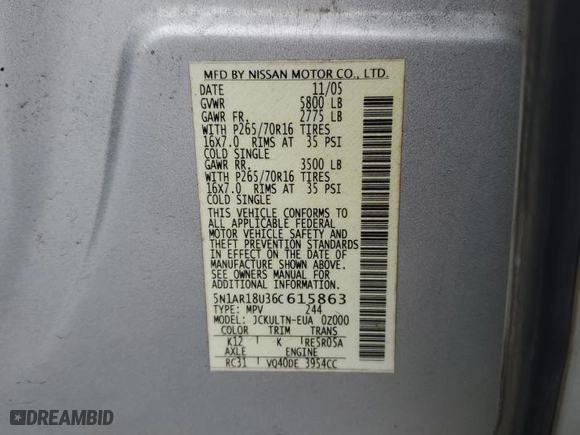 MFD BY NISSAN MOTOR CO., LTD.
DATE 11/05
GVWR 5800 LB
GAWR FR. 2775 LB
WITH P265/70R16 TIRES
16X7.0 RIMS AT 35 PSI
COLD SINGLE
GAWR RR. 3500 LB
WITH P265/70R16 TIRES
16X7.0 RIMS AT 35 PSI
COLD SINGLE
THIS VEHICLE CONFORMS TO
ALL APPLICABLE FEDERAL
MOTOR VEHICLE SAFETY AND
THEFT PREVENTION STANDARDS
IN EFFECT ON THE DATE OF
MANUFACTURE SHOWN ABOVE.
SEE OWNERS MANUAL FOR
ADDITIONAL INFORMATION.
5N1AR18U36C615863
TYPE: MPV 244
MODEL: JCKULTN-EUA 0Z000
COLOR TRIM TRANS
K12 K RE5R05A
AXLE ENGINE
RC31 VQ40DE 3954CC
DREAMBID